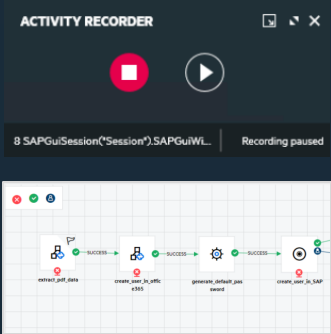 ACTIVITY RECORDER
8 SAPGuiSession("Session").SAPGuiWi... Recording paused
SUCCESS SUCCESS SUCCESS
extract_pdf_data create_user_in_offic generate_default_pas create_user_in_SAP
e365 sword